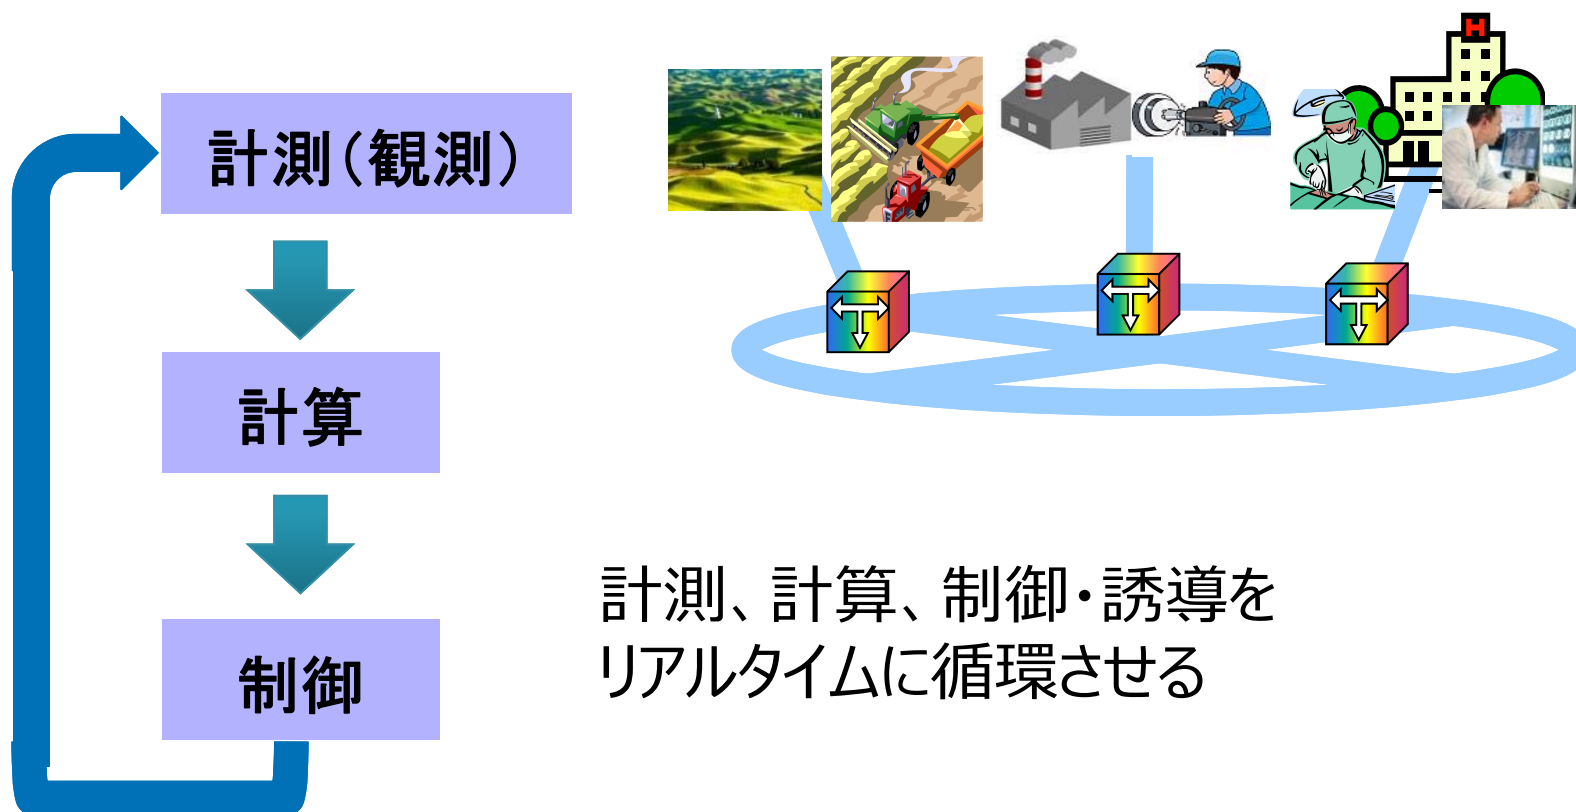 計測(観測)
計算
制御
H
計測、計算、制御・誘導を
リアルタイムに循環させる